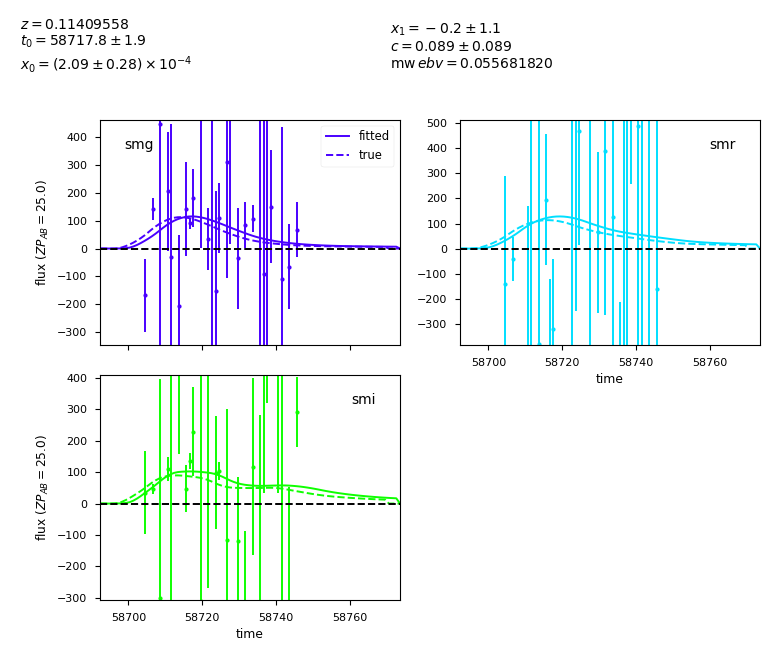 z = 0.11409558
t₀ = 58717.8 ± 1.9
x₀ = (2.09 ± 0.28) × 10⁻⁴
x₁ = −0.2 ± 1.1
c = 0.089 ± 0.089
mw ebv = 0.055681820
smg
fitted
true
400
300
200
100
0
−100
−200
−300
flux (ZP_AB = 25.0)
smr
500
400
300
200
100
0
−100
−200
−300
58700 58720 58740 58760
time
smi
400
300
200
100
0
−100
−200
−300
flux (ZP_AB = 25.0)
58700 58720 58740 58760
time